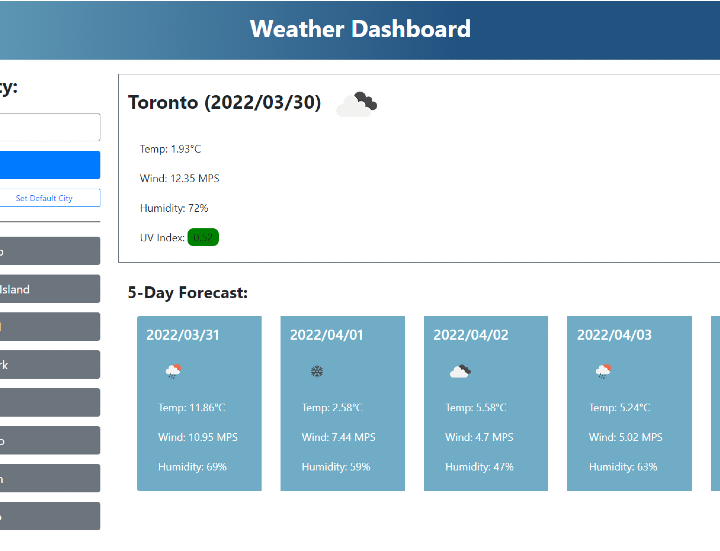 Weather Dashboard
ty:
Set Default City
o
Island
l
rk
o
n
o
Toronto (2022/03/30)
Temp: 1.93°C
Wind: 12.35 MPS
Humidity: 72%
UV Index: 0.52
5-Day Forecast:
2022/03/31
Temp: 11.86°C
Wind: 10.95 MPS
Humidity: 69%
2022/04/01
Temp: 2.58°C
Wind: 7.44 MPS
Humidity: 59%
2022/04/02
Temp: 5.58°C
Wind: 4.7 MPS
Humidity: 47%
2022/04/03
Temp: 5.24°C
Wind: 5.02 MPS
Humidity: 63%